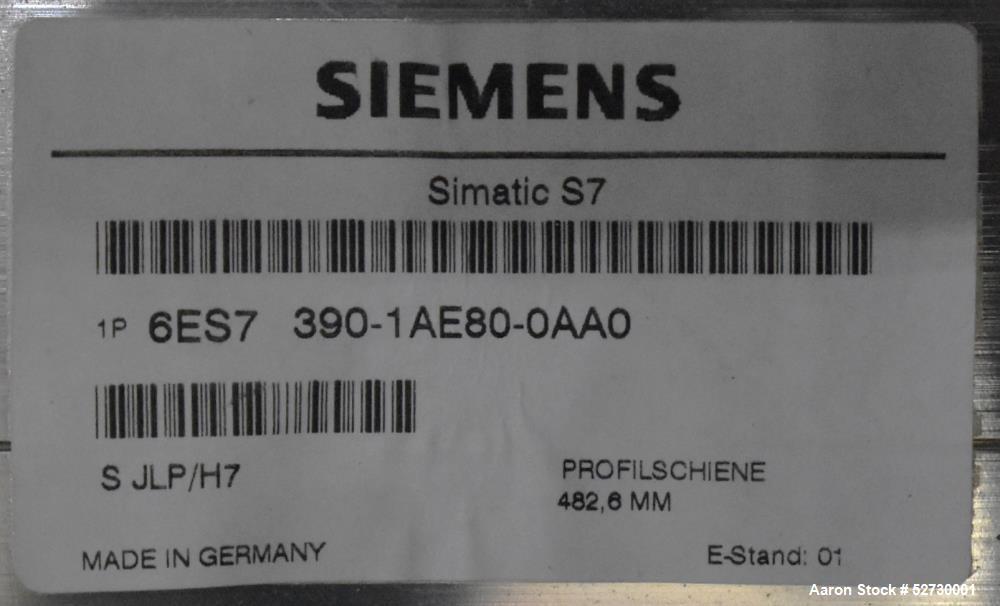 SIEMENS
Simatic S7
1P 6ES7 390-1AE80-0AA0
S JLP/H7
PROFILSCHIENE
482,6 MM
MADE IN GERMANY
E-Stand: 01
Aaron Stock # 52730001